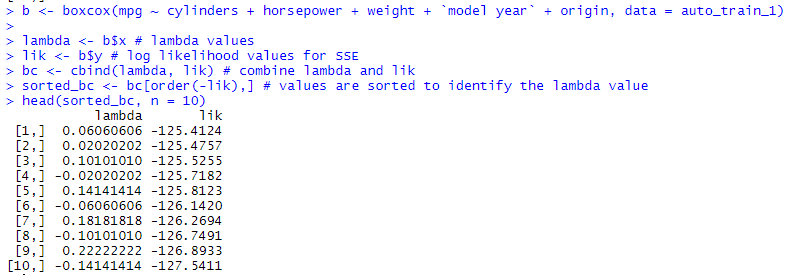 > b <- boxcox(mpg ~ cylinders + horsepower + weight + `model year` + origin, data = auto_train_1)
>
> lambda <- b$x # lambda values
> lik <- b$y # log likelihood values for SSE
> bc <- cbind(lambda, lik) # combine lambda and lik
> sorted_bc <- bc[order(-lik),] # values are sorted to identify the lambda value
> head(sorted_bc, n = 10)
lambda lik
[1,] 0.06060606 -125.4124
[2,] 0.02020202 -125.4757
[3,] 0.10101010 -125.5255
[4,] -0.02020202 -125.7182
[5,] 0.14141414 -125.8123
[6,] -0.06060606 -126.1420
[7,] 0.18181818 -126.2694
[8,] -0.10101010 -126.7491
[9,] 0.22222222 -126.8933
[10,] -0.14141414 -127.5411